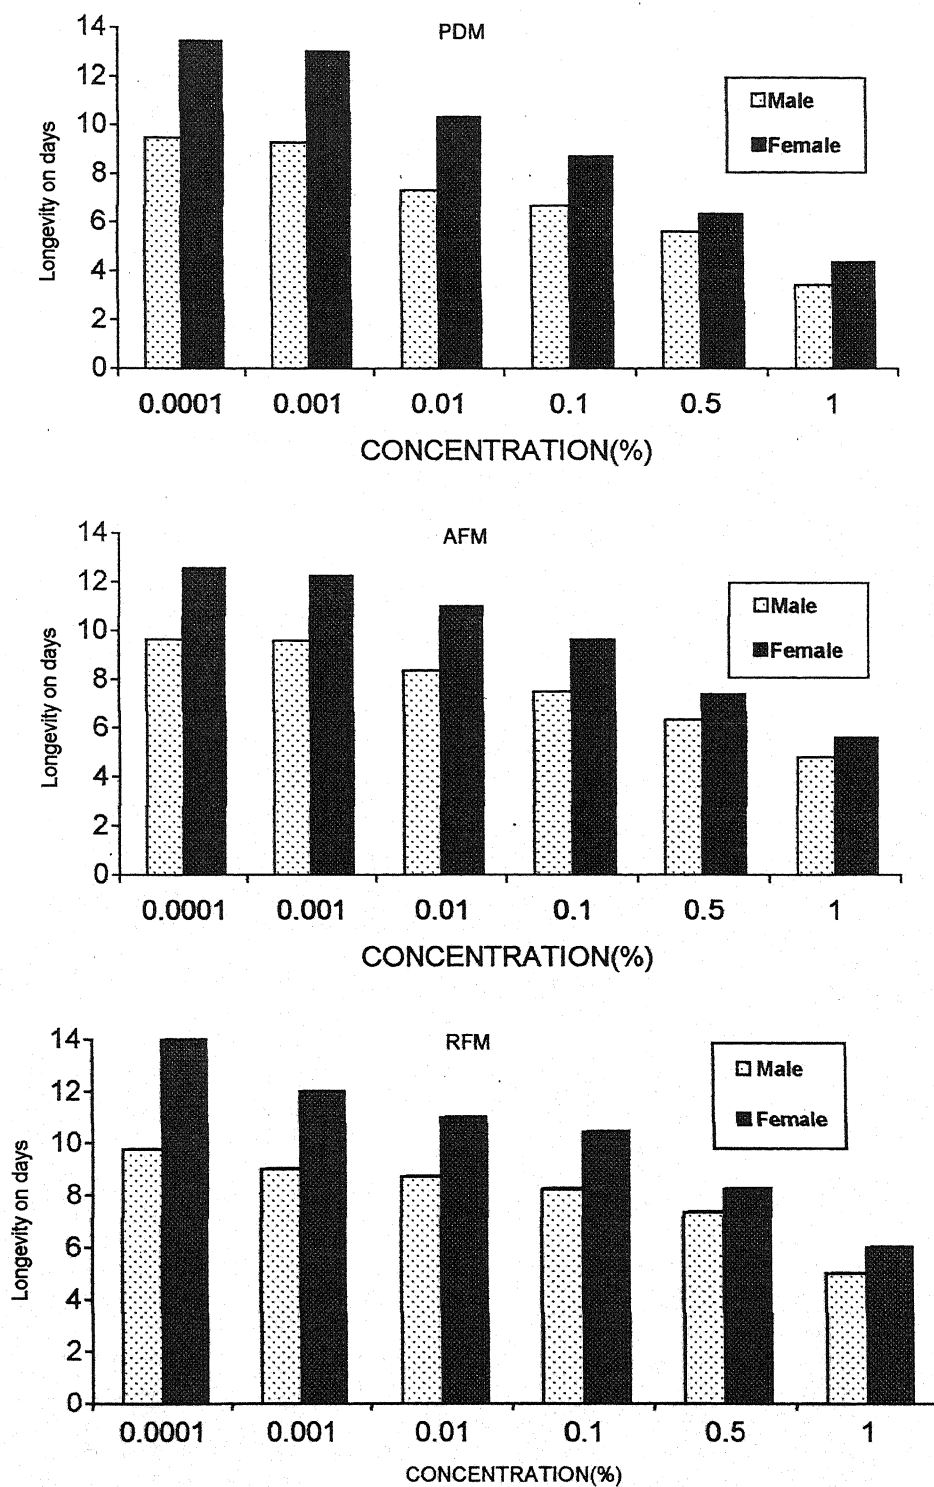 PDM
14
12
10
8
6
4
2
0
Longevity on days
Male
Female
0.0001 0.001 0.01 0.1 0.5 1
CONCENTRATION(%)
AFM
14
12
10
8
6
4
2
0
Longevity on days
Male
Female
0.0001 0.001 0.01 0.1 0.5 1
CONCENTRATION(%)
RFM
14
12
10
8
6
4
2
0
Longevity on days
Male
Female
0.0001 0.001 0.01 0.1 0.5 1
CONCENTRATION(%)